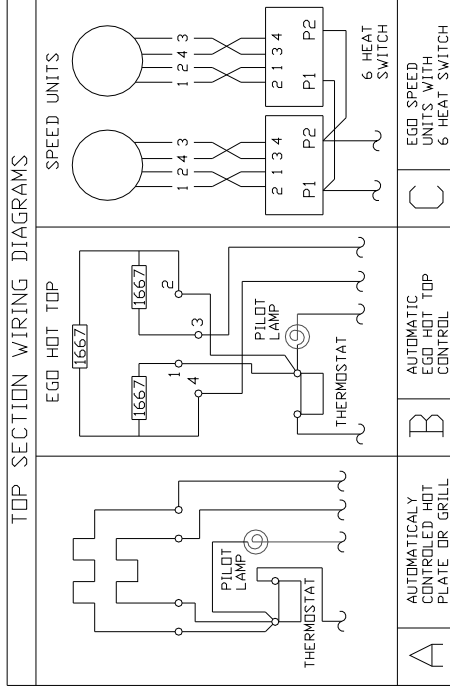 TOP SECTION WIRING DIAGRAMS
PILOT
LAMP
THERMOSTAT
A
AUTOMATICALY
CONTROLED HOT
PLATE OR GRILL
EGO HOT TOP
1667
1667
1667
1
2
4
3
PILOT
LAMP
THERMOSTAT
B
AUTOMATIC
EGO HOT TOP
CONTROL
SPEED UNITS
1 2 4 3
1 2 4 3
2 1 3 4
2 1 3 4
P1 P2
P1 P2
6 HEAT
SWITCH
C
EGO SPEED
UNITS WITH
6 HEAT SWITCH